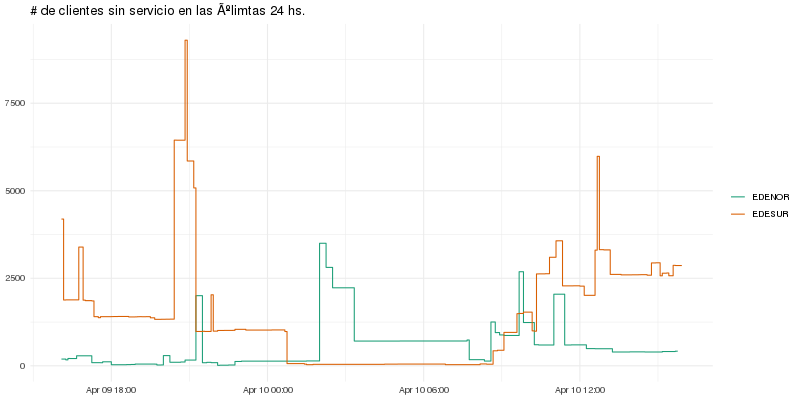 # de clientes sin servicio en las Ãºlimtas 24 hs.
7500
5000
2500
0
Apr 09 18:00
Apr 10 00:00
Apr 10 06:00
Apr 10 12:00
EDENOR
EDESUR